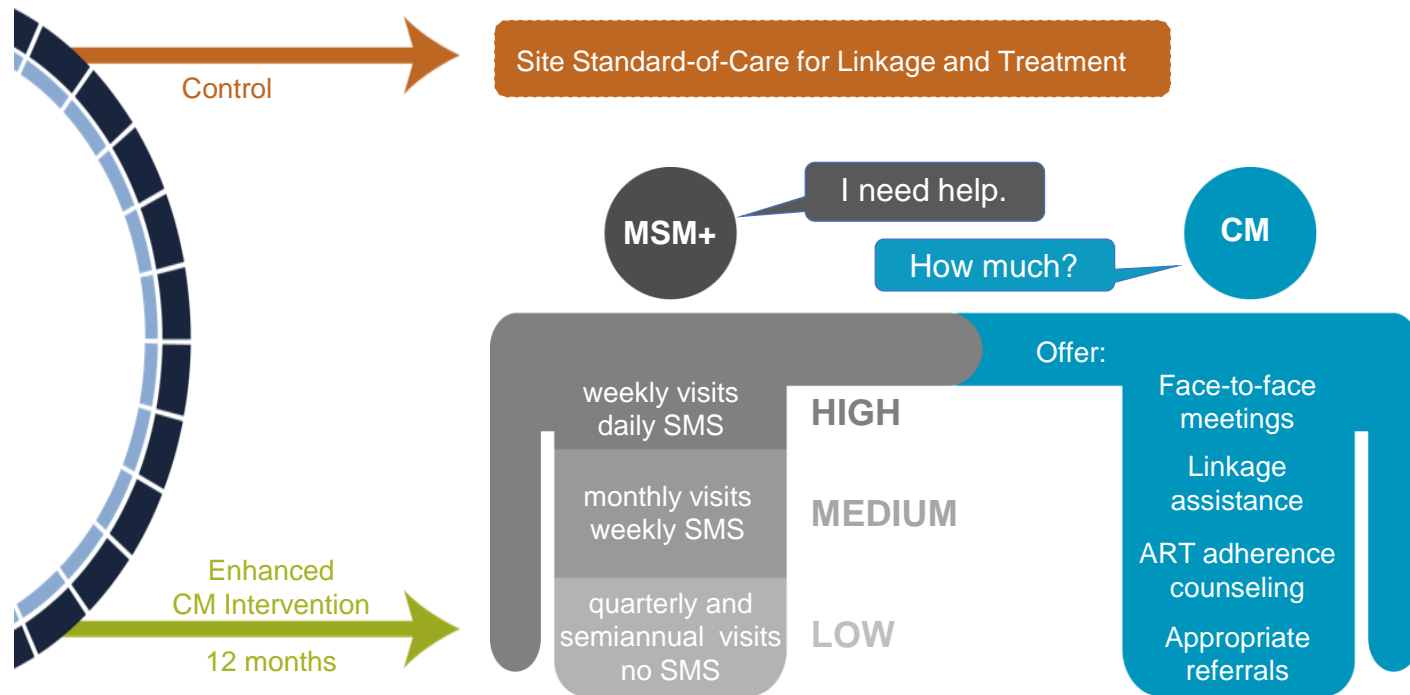 Control
Site Standard-of-Care for Linkage and Treatment
MSM+
I need help.
CM
How much?
Offer:
weekly visits
daily SMS
HIGH
Face-to-face
meetings
monthly visits
weekly SMS
MEDIUM
Linkage
assistance
ART adherence
counseling
Enhanced
CM Intervention
12 months
quarterly and
semiannual visits
no SMS
LOW
Appropriate
referrals